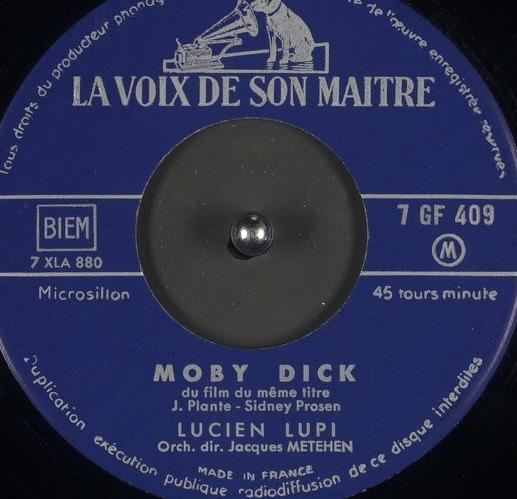 Tous droits du producteur phonog
e de l'œuvre enregistrée réservés
LA VOIX DE SON MAITRE
BIEM
7 XLA 880
7 GF 409
M
Microsillon
45 tours minute
MOBY DICK
du film du même titre
J. Plante - Sidney Prosen
LUCIEN LUPI
Orch. dir. Jacques METEHEN
Duplication exécution publique radiodiffusion de ce disque interdites
MADE IN FRANCE